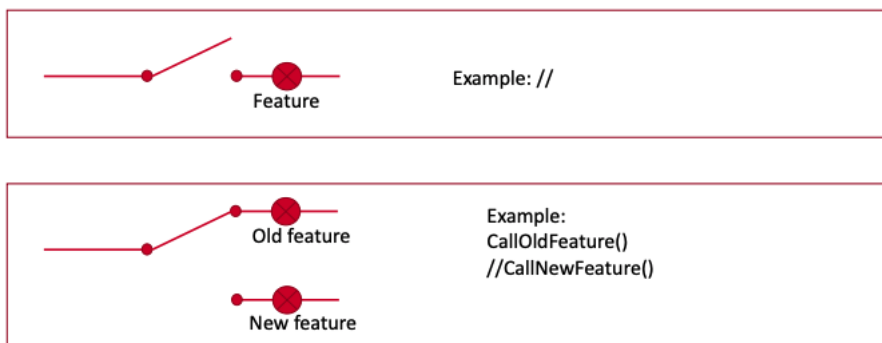 Feature
Example: //
Old feature
New feature
Example:
CallOldFeature()
//CallNewFeature()